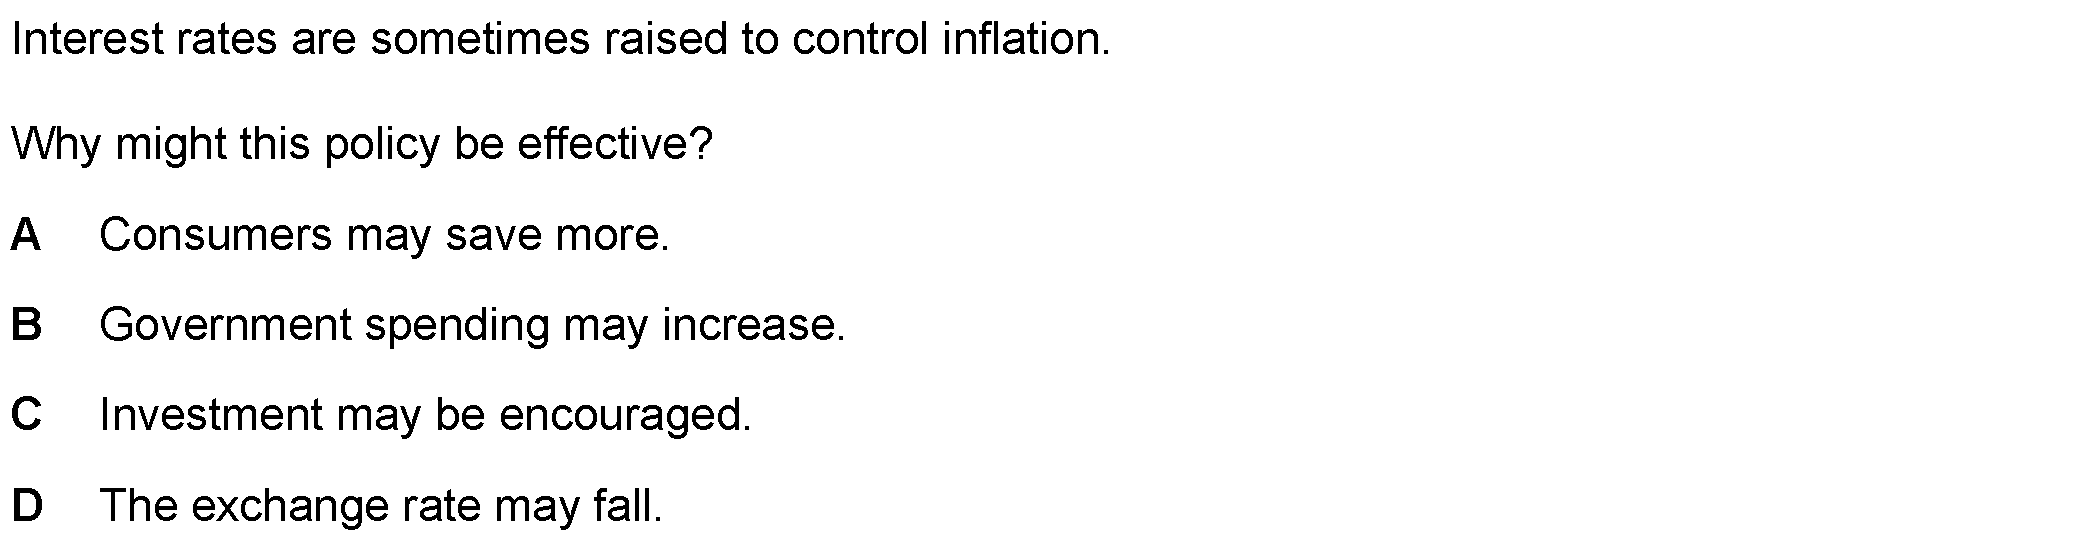 Interest rates are sometimes raised to control inflation.
Why might this policy be effective?
A Consumers may save more.
B Government spending may increase.
C Investment may be encouraged.
D The exchange rate may fall.